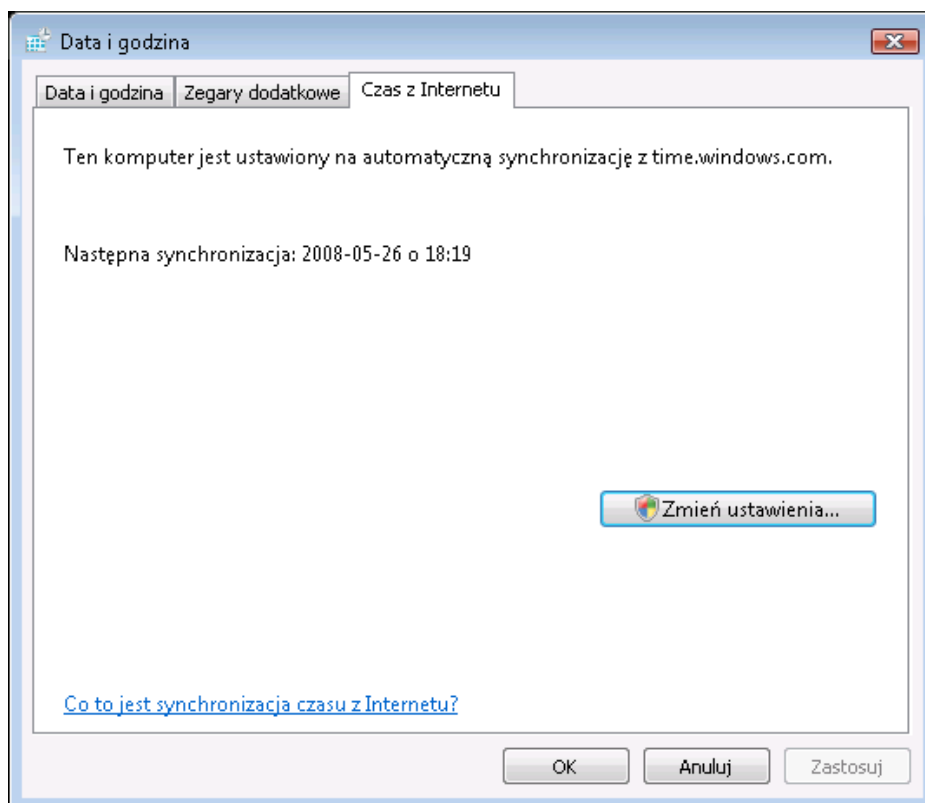 Data i godzina
Data i godzina Zegary dodatkowe Czas z Internetu
Ten komputer jest ustawiony na automatyczną synchronizację z time.windows.com.
Następna synchronizacja: 2008-05-26 o 18:19
Zmień ustawienia...
Co to jest synchronizacja czasu z Internetu?
OK Anuluj Zastosuj